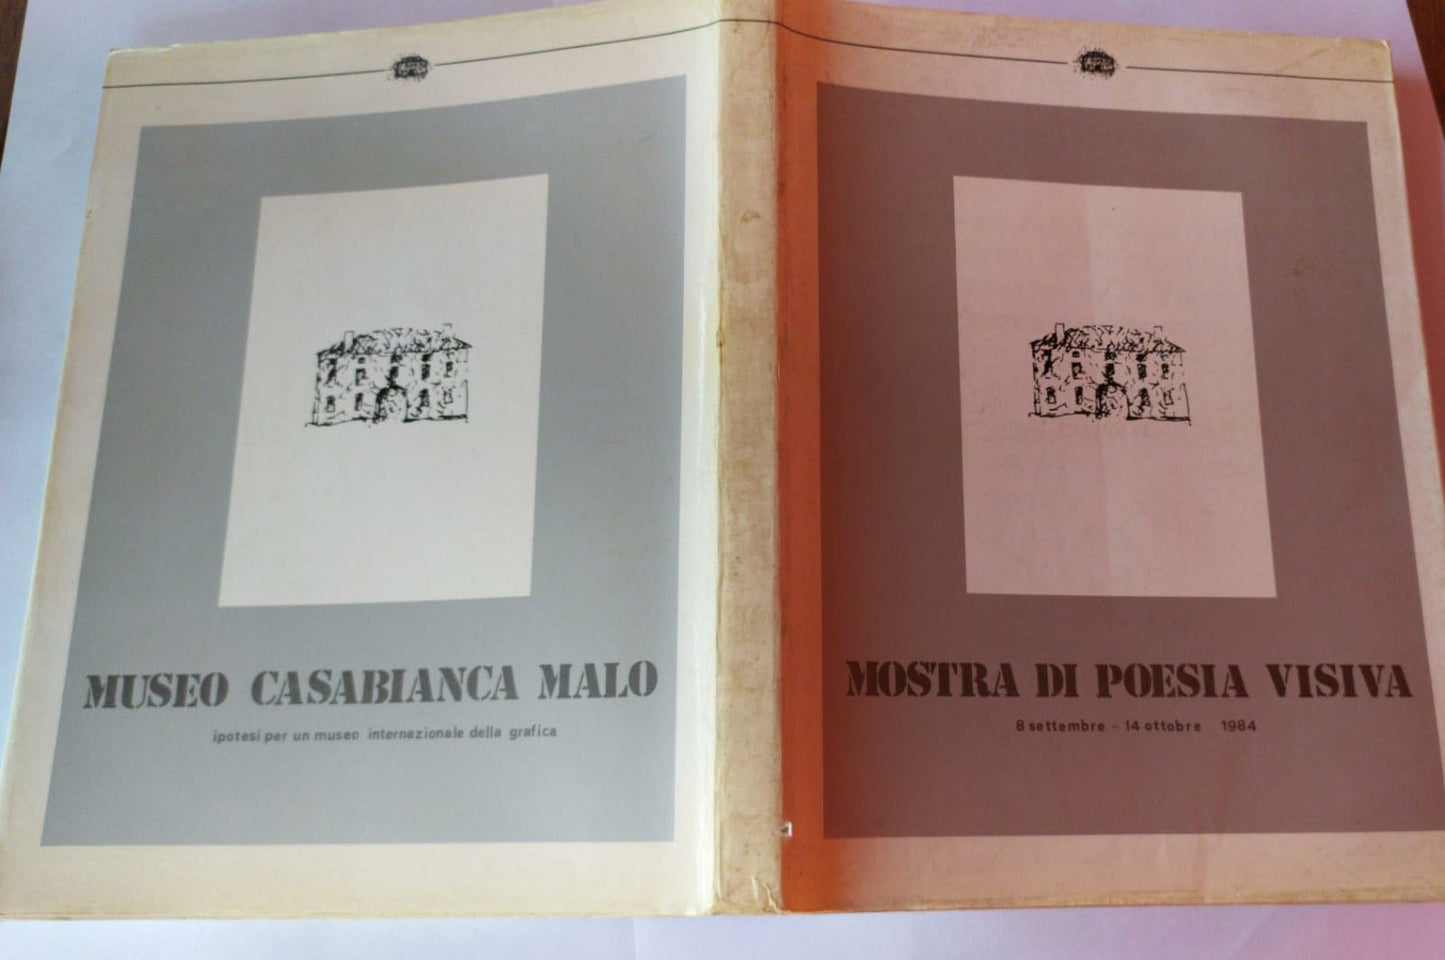 MUSEO CASABIANCA MALO
ipotesi per un museo internazionale della grafica
MOSTRA DI POESIA VISIVA
8 settembre - 14 ottobre 1984